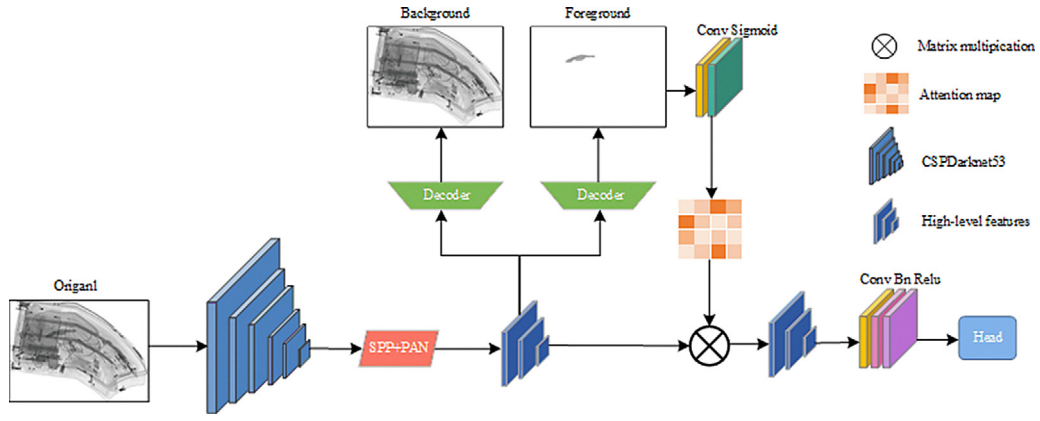 Background
Foreground
Conv Sigmoid
Matrix multipication
Attention map
Decoder
Decoder
CSPDarknet53
High-level features
Origanl
Conv Bn Relu
SPP+PAN
Head